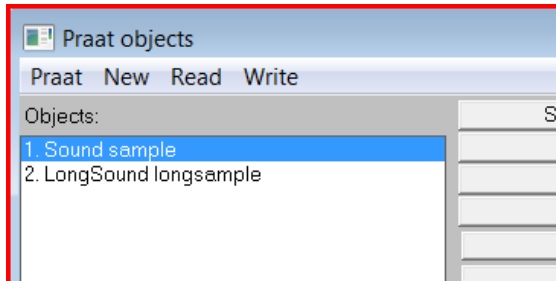 Praat objects
Praat New Read Write
Objects:
S
1. Sound sample
2. LongSound longsample